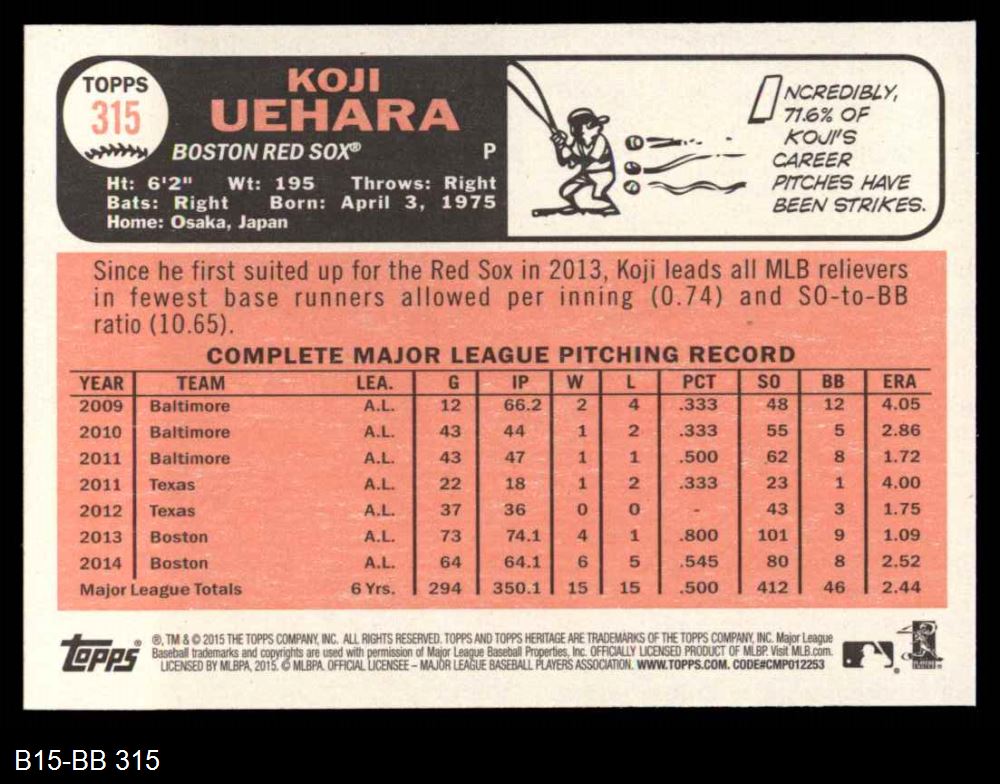 TOPPS
315
KOJI
UEHARA
BOSTON RED SOX® P
Ht: 6'2" Wt: 195 Throws: Right
Bats: Right Born: April 3, 1975
Home: Osaka, Japan
INCREDIBLY,
71.6% OF
KOJI'S
CAREER
PITCHES HAVE
BEEN STRIKES.
Since he first suited up for the Red Sox in 2013, Koji leads all MLB relievers
in fewest base runners allowed per inning (0.74) and SO-to-BB
ratio (10.65).
COMPLETE MAJOR LEAGUE PITCHING RECORD
YEAR TEAM LEA. G IP W L PCT SO BB ERA
2009 Baltimore A.L. 12 66.2 2 4 .333 48 12 4.05
2010 Baltimore A.L. 43 44 1 2 .333 55 5 2.86
2011 Baltimore A.L. 43 47 1 1 .500 62 8 1.72
2011 Texas A.L. 22 18 1 2 .333 23 1 4.00
2012 Texas A.L. 37 36 0 0 - 43 3 1.75
2013 Boston A.L. 73 74.1 4 1 .800 101 9 1.09
2014 Boston A.L. 64 64.1 6 5 .545 80 8 2.52
Major League Totals 6 Yrs. 294 350.1 15 15 .500 412 46 2.44
Topps ®, TM & © 2015 THE TOPPS COMPANY, INC. ALL RIGHTS RESERVED. TOPPS AND TOPPS HERITAGE ARE TRADEMARKS OF THE TOPPS COMPANY, INC. Major League
Baseball trademarks and copyrights are used with permission of Major League Baseball Properties, Inc. OFFICIALLY LICENSED PRODUCT OF MLBP. Visit MLB.com.
LICENSED BY MLBPA, 2015. © MLBPA. OFFICIAL LICENSEE – MAJOR LEAGUE BASEBALL PLAYERS ASSOCIATION. WWW.TOPPS.COM. CODE#CMP012253
B15-BB 315